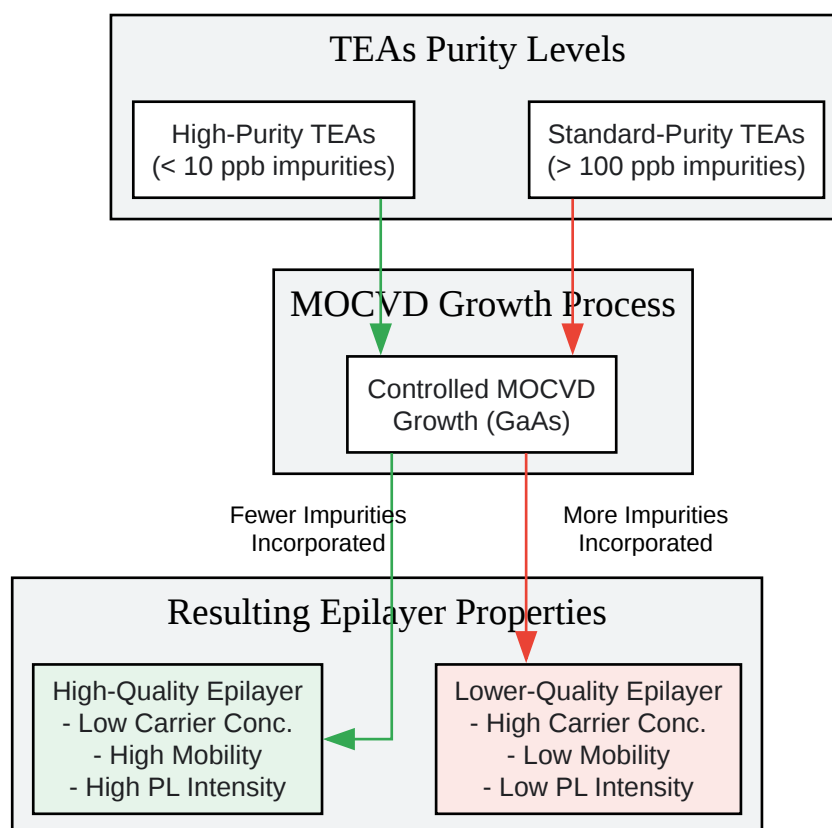 TEAs Purity Levels
High-Purity TEAs
(< 10 ppb impurities)
Standard-Purity TEAs
(> 100 ppb impurities)
MOCVD Growth Process
Controlled MOCVD
Growth (GaAs)
Fewer Impurities
Incorporated
More Impurities
Incorporated
Resulting Epilayer Properties
High-Quality Epilayer
- Low Carrier Conc.
- High Mobility
- High PL Intensity
Lower-Quality Epilayer
- High Carrier Conc.
- Low Mobility
- Low PL Intensity